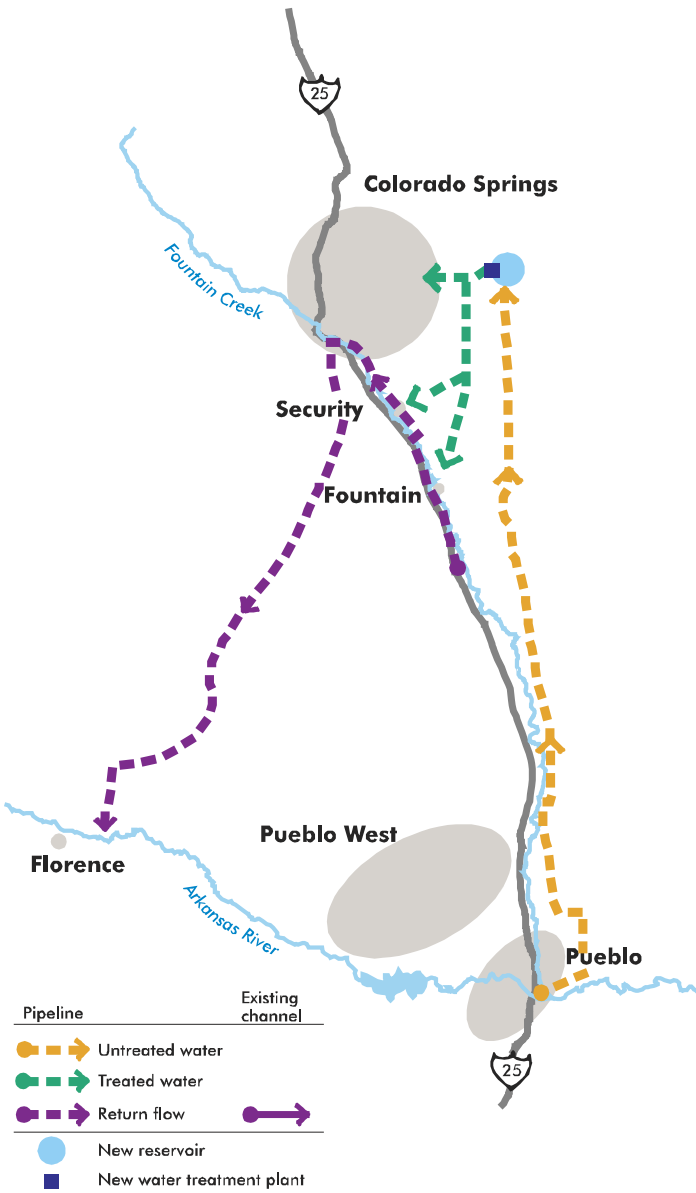 25
Colorado Springs
Fountain Creek
Security
Fountain
Pueblo West
Florence
Arkansas River
Pueblo
25
Pipeline
Existing
channel
Untreated water
Treated water
Return flow
New reservoir
New water treatment plant